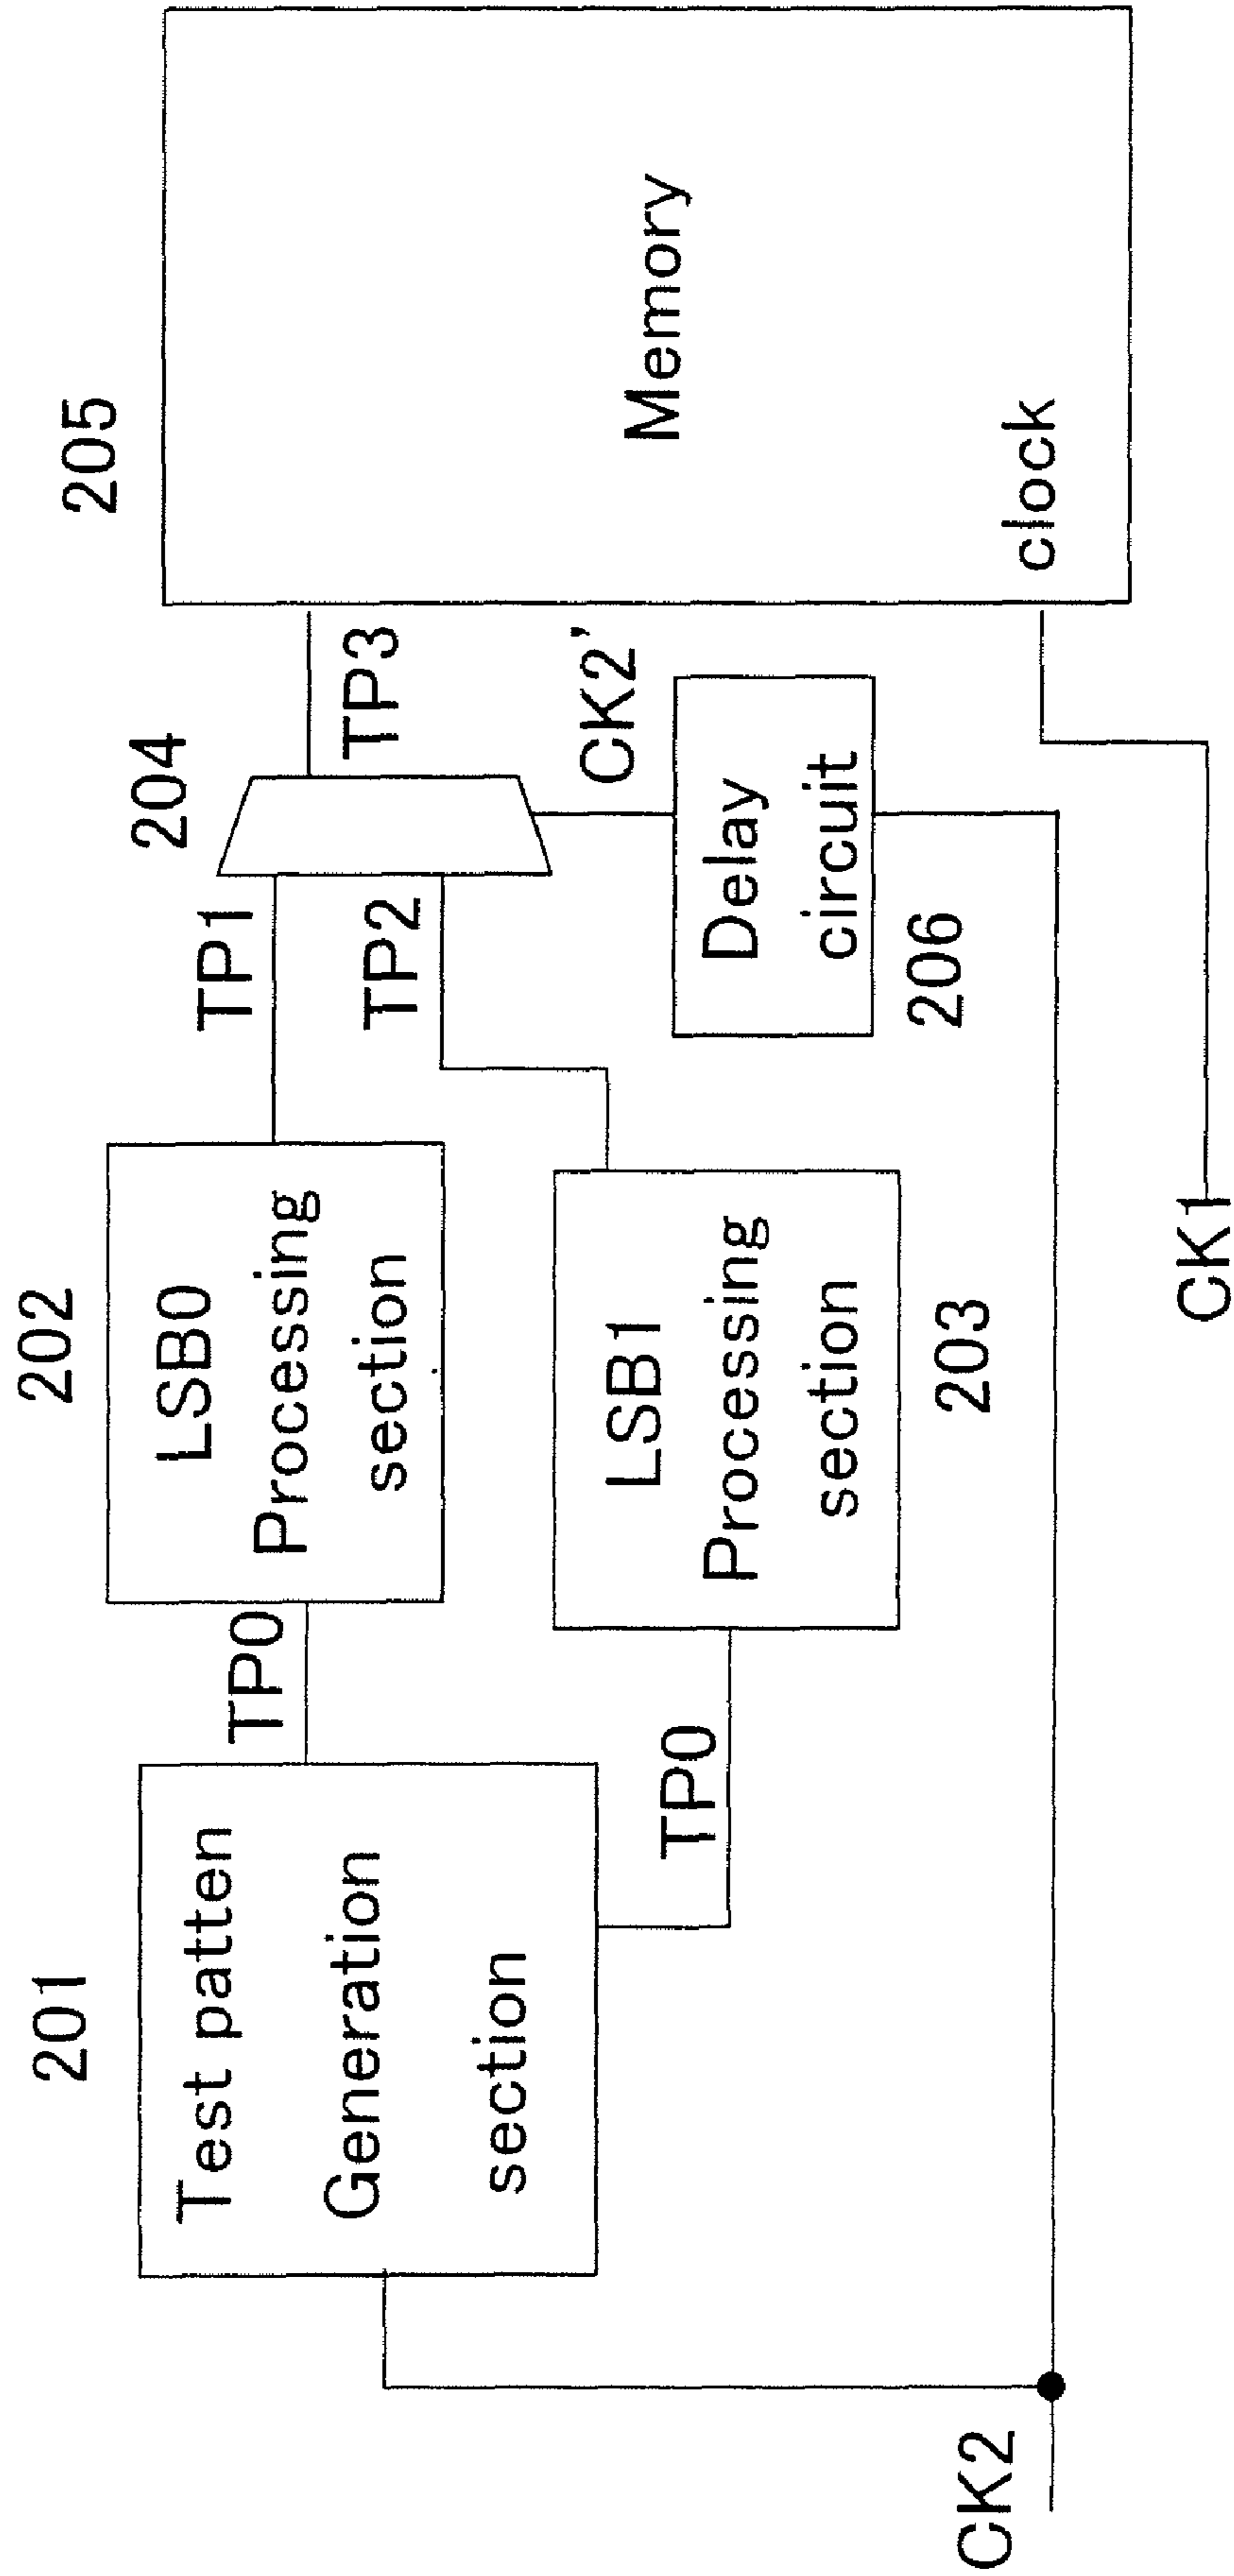 201
Test patten
Generation
section
TP0
TP0
202
LSB0
Processing
section
LSB1
Processing
section
203
TP1
TP2
204
TP3
CK2'
Delay
circuit
206
205
Memory
clock
CK2
CK1